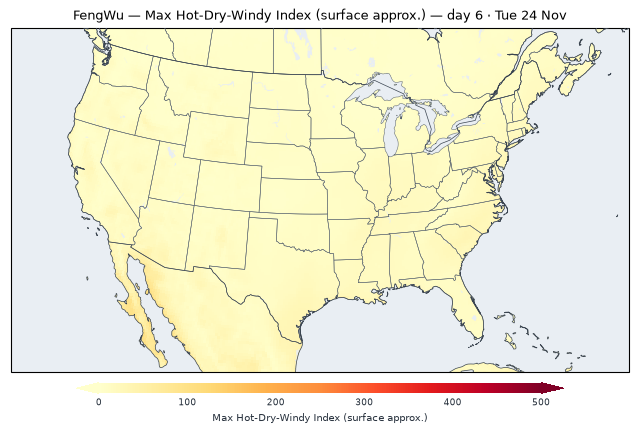 FengWu — Max Hot-Dry-Windy Index (surface approx.) — day 6 · Tue 24 Nov
0 100 200 300 400 500
Max Hot-Dry-Windy Index (surface approx.)